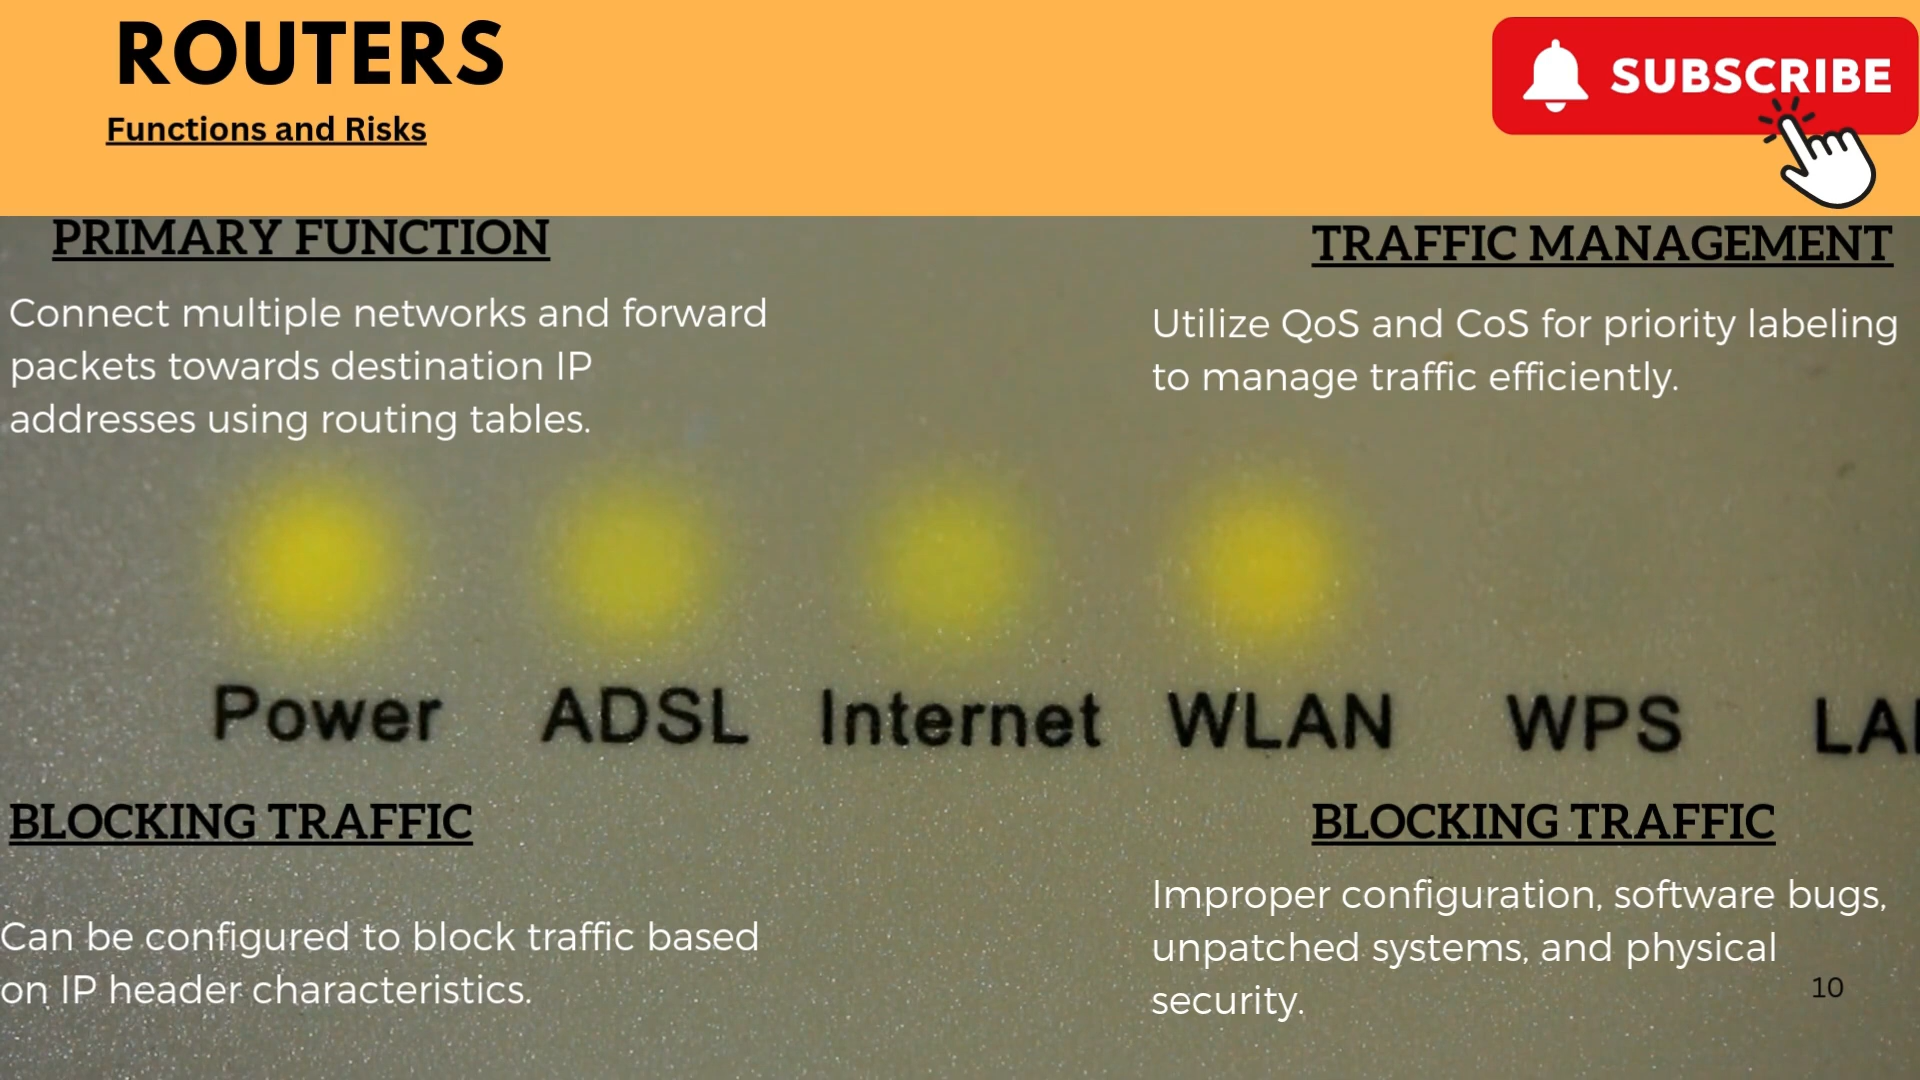 ROUTERS
Functions and Risks
SUBSCRIBE
PRIMARY FUNCTION
Connect multiple networks and forward
packets towards destination IP
addresses using routing tables.
TRAFFIC MANAGEMENT
Utilize QoS and CoS for priority labeling
to manage traffic efficiently.
Power ADSL Internet WLAN WPS
BLOCKING TRAFFIC
Can be configured to block traffic based
on IP header characteristics.
BLOCKING TRAFFIC
Improper configuration, software bugs,
unpatched systems, and physical
security.
10